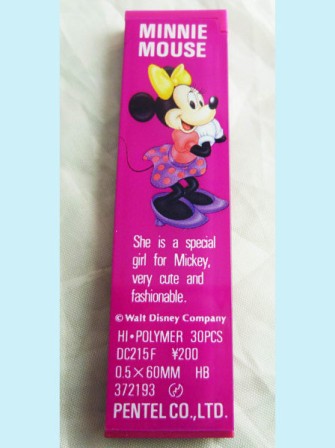 MINNIE
MOUSE
She is a special
girl for Mickey,
very cute and
fashionable.
© Walt Disney Company
HI・POLYMER 30PCS
DC215F ¥200
0.5×60MM HB
372193
PENTEL CO.,LTD.